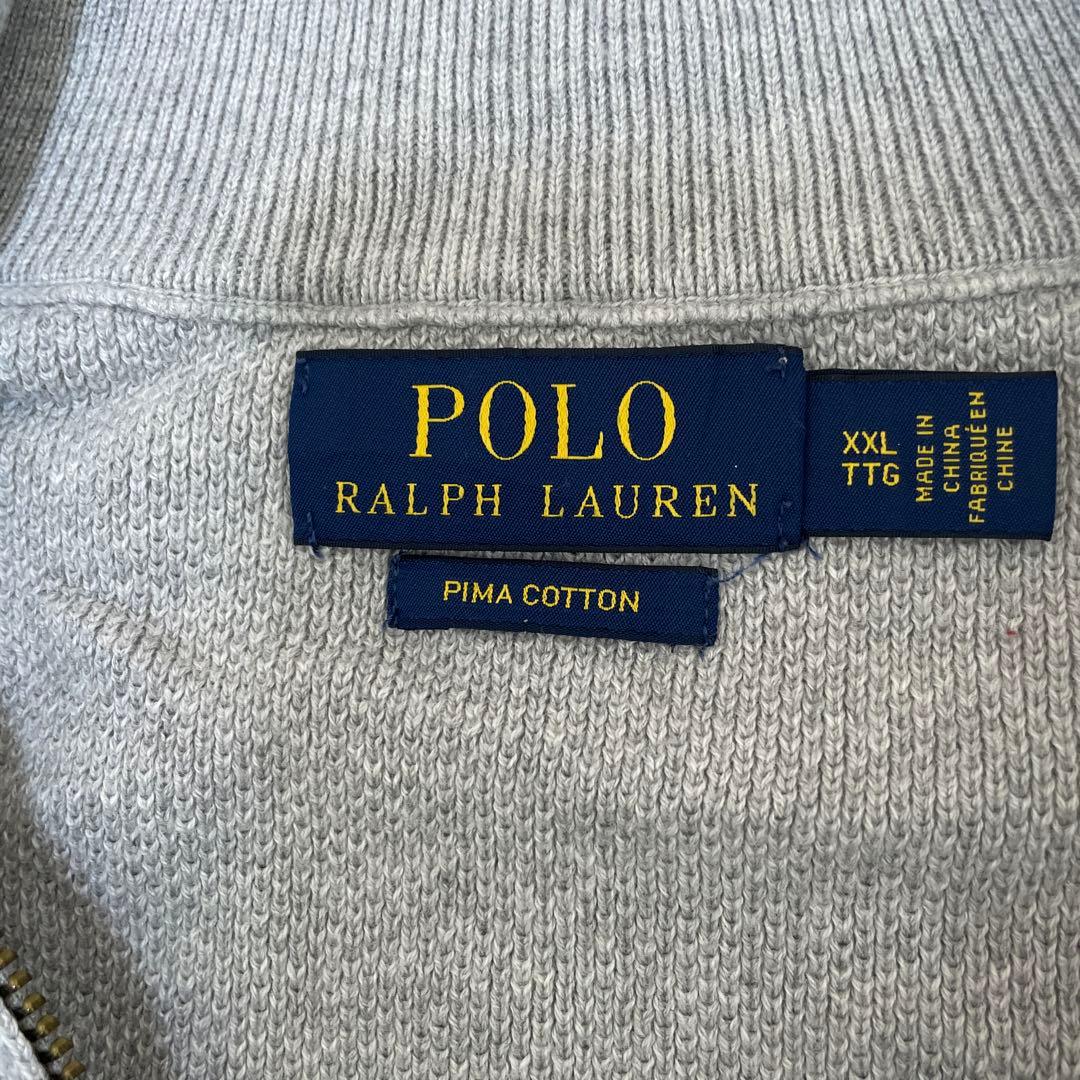 POLO
RALPH LAUREN
XXL
TTG
MADE IN
CHINA
FABRIQUÉ EN
CHINE
PIMA COTTON